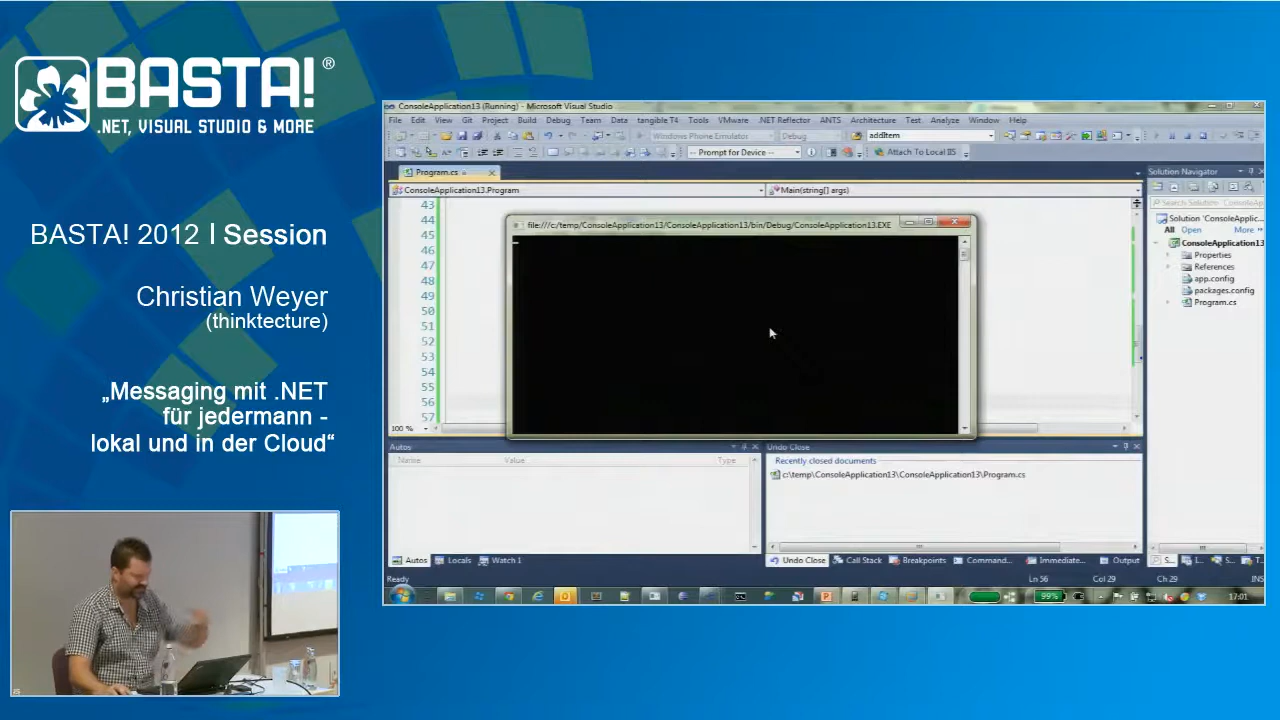 BASTA! ®
.NET, VISUAL STUDIO & MORE
BASTA! 2012 | Session
Christian Weyer
(thinktecture)
„Messaging mit .NET
für jedermann -
lokal und in der Cloud“
ConsoleApplication13 (Running) - Microsoft Visual Studio
File Edit View Git Project Build Debug Team Data tangible T4 Tools VMware .NET Reflector ANTS Architecture Test Analyze Window Help
Windows Phone Emulator Debug addItem
-- Prompt for Device -- Attach To Local IIS
Program.cs
ConsoleApplication13.Program Main(string[] args)
43
44
45
46
47
48
49
50
51
52
53
54
55
56
57
100 %
file:///c:/temp/ConsoleApplication13/ConsoleApplication13/bin/Debug/ConsoleApplication13.EXE
Solution Navigator
Search Solution
Solution 'ConsoleApplic...
All Open More
ConsoleApplication13
Properties
References
app.config
packages.config
Program.cs
Autos
Name Value Type
Autos Locals Watch 1
Undo Close
Recently closed documents
c:\temp\ConsoleApplication13\ConsoleApplication13\Program.cs
Undo Close Call Stack Breakpoints Command... Immediate... Output
S... L... S... T...
Ready Ln 56 Col 29 Ch 29 INS
99% 17:01